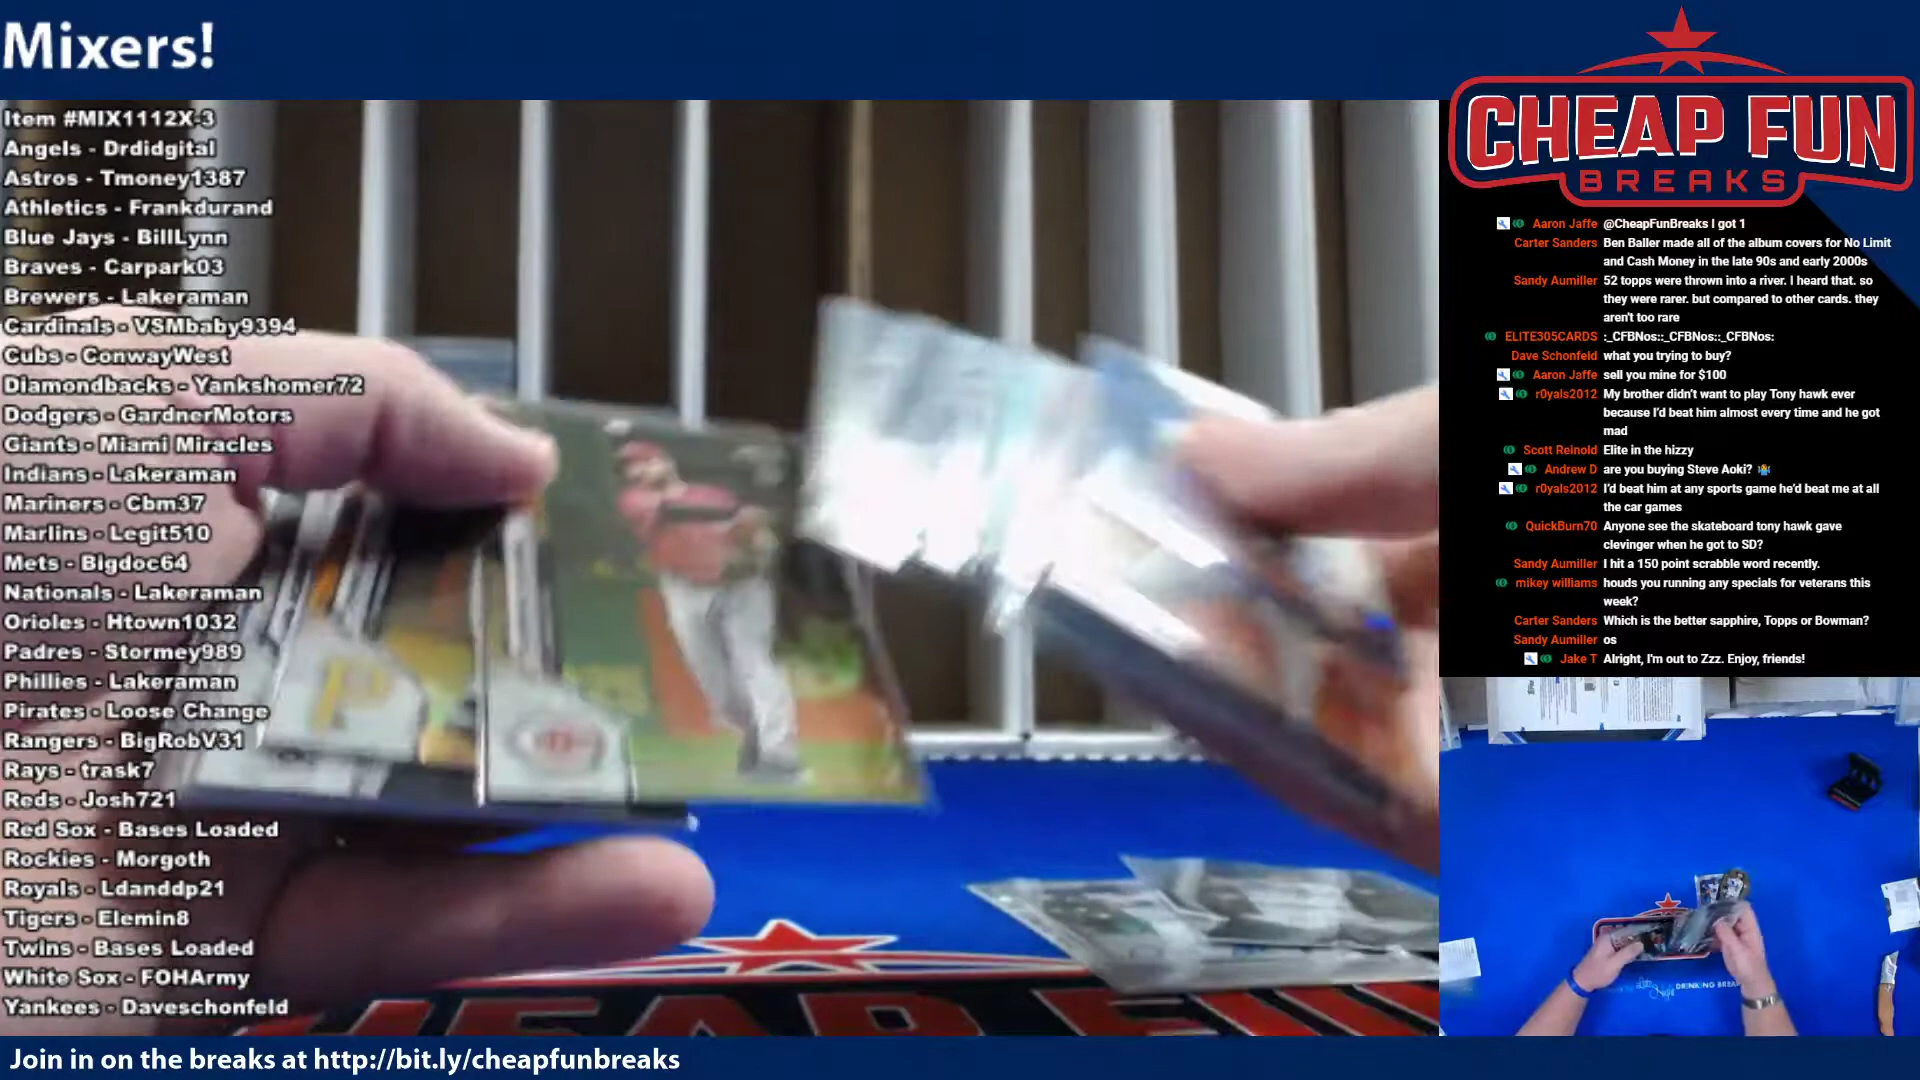 Mixers!
Item #MIX1112X-3
Angels - Drdidgital
Astros - Tmoney1387
Athletics - Frankdurand
Blue Jays - BillLynn
Braves - Carpark03
Brewers - Lakeraman
Cardinals - VSMbaby9394
Cubs - ConwayWest
Diamondbacks - Yankshomer72
Dodgers - GardnerMotors
Giants - Miami Miracles
Indians - Lakeraman
Mariners - Cbm37
Marlins - Legit510
Mets - Bigdoc64
Nationals - Lakeraman
Orioles - Htown1032
Padres - Stormey989
Phillies - Lakeraman
Pirates - Loose Change
Rangers - BigRobV31
Rays - trask7
Reds - Josh721
Red Sox - Bases Loaded
Rockies - Morgoth
Royals - Ldanddp21
Tigers - Elemin8
Twins - Bases Loaded
White Sox - FOHArmy
Yankees - Daveschonfeld
P
CHEAP FUN
CHEAP FUN
BREAKS
Aaron Jaffe @CheapFunBreaks I got 1
Carter Sanders Ben Baller made all of the album covers for No Limit
and Cash Money in the late 90s and early 2000s
Sandy Aumiller 52 topps were thrown into a river. I heard that. so
they were rarer. but compared to other cards. they
aren't too rare
ELITE305CARDS :_CFBNos::_CFBNos::_CFBNos:
Dave Schonfeld what you trying to buy?
Aaron Jaffe sell you mine for $100
r0yals2012 My brother didn't want to play Tony hawk ever
because I'd beat him almost every time and he got
mad
Scott Reinold Elite in the hizzy
Andrew D are you buying Steve Aoki? 🤷
r0yals2012 I'd beat him at any sports game he'd beat me at all
the car games
QuickBurn70 Anyone see the skateboard tony hawk gave
clevinger when he got to SD?
Sandy Aumiller I hit a 150 point scrabble word recently.
mikey williams houds you running any specials for veterans this
week?
Carter Sanders Which is the better sapphire, Topps or Bowman?
Sandy Aumiller os
Jake T Alright, I'm out to Zzz. Enjoy, friends!
DRINKING
Join in on the breaks at http://bit.ly/cheapfunbreaks